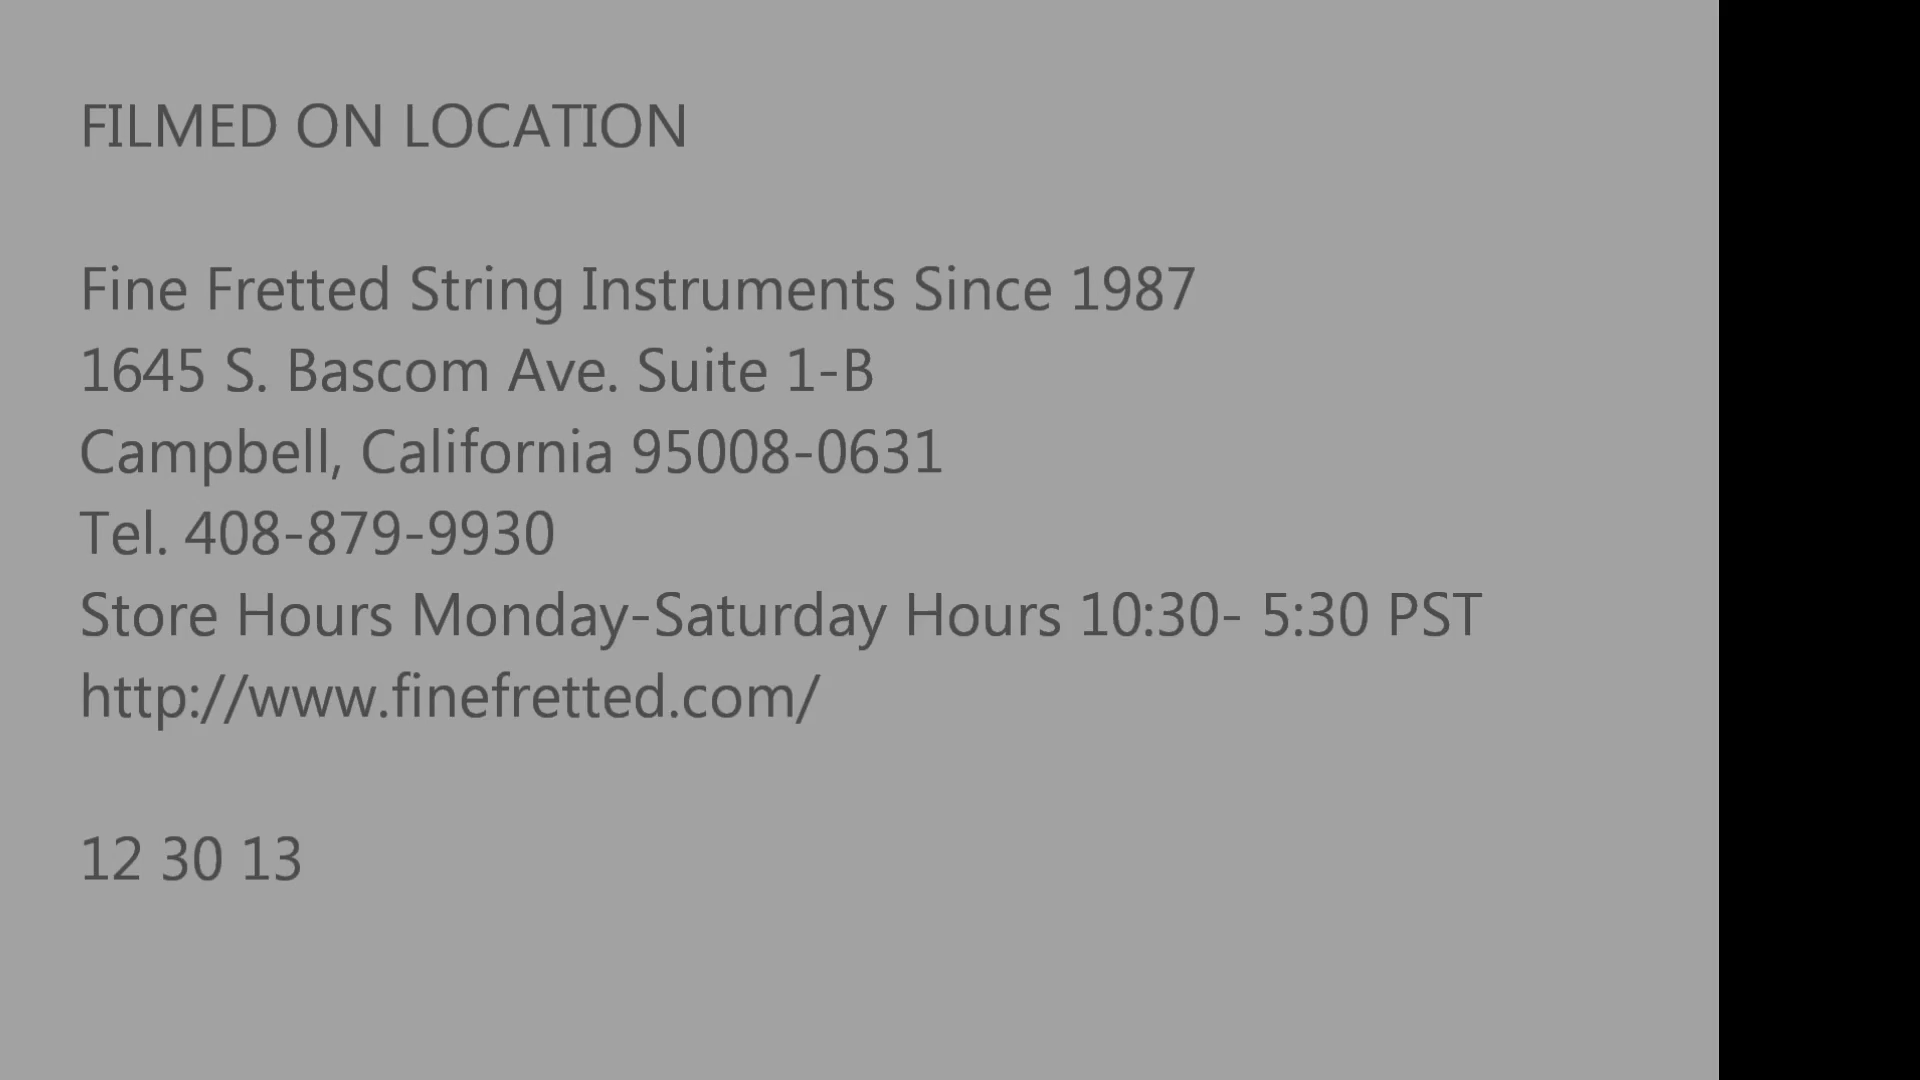 FILMED ON LOCATION
Fine Fretted String Instruments Since 1987
1645 S. Bascom Ave. Suite 1-B
Campbell, California 95008-0631
Tel. 408-879-9930
Store Hours Monday-Saturday Hours 10:30- 5:30 PST
http://www.finefretted.com/
12 30 13